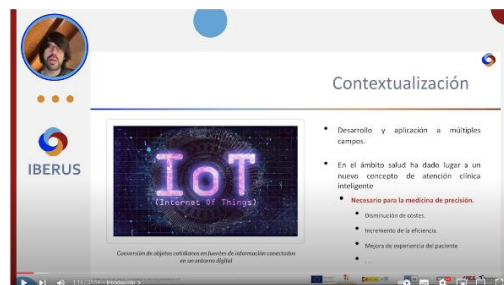 Contextualización
IBERUS
IoT
(Internet Of Things)
Conversión de objetos cotidianos en fuentes de información conectados
en un entorno digital
• Desarrollo y aplicación a múltiples
campos.
• En el ámbito salud ha dado lugar a un
nuevo concepto de atención clínica
inteligente
• Necesario para la medicina de precisión.
• Disminución de costes.
• Incremento de la eficiencia.
• Mejora de experiencia del paciente
• ...
Introducción